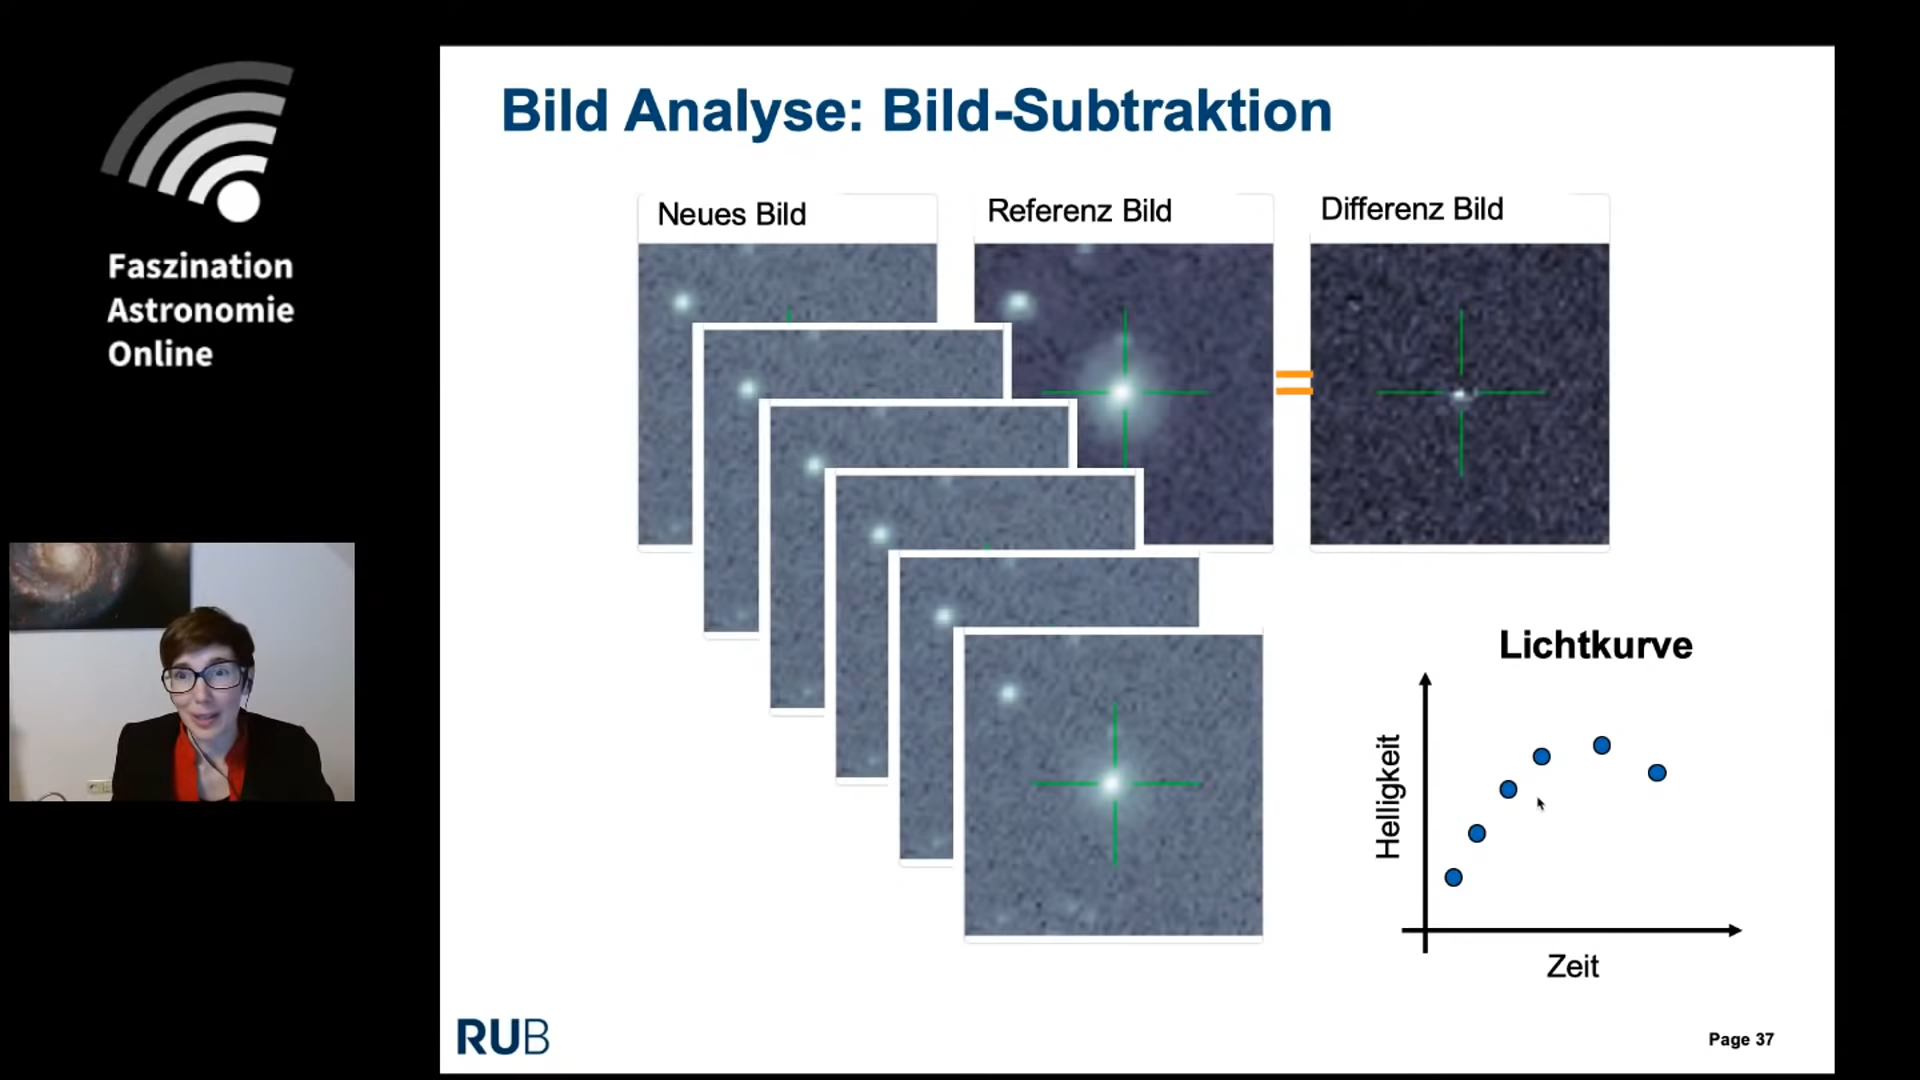 Faszination
Astronomie
Online
Bild Analyse: Bild-Subtraktion
Neues Bild
Referenz Bild
Differenz Bild
=
Lichtkurve
Helligkeit
Zeit
RUB
Page 37